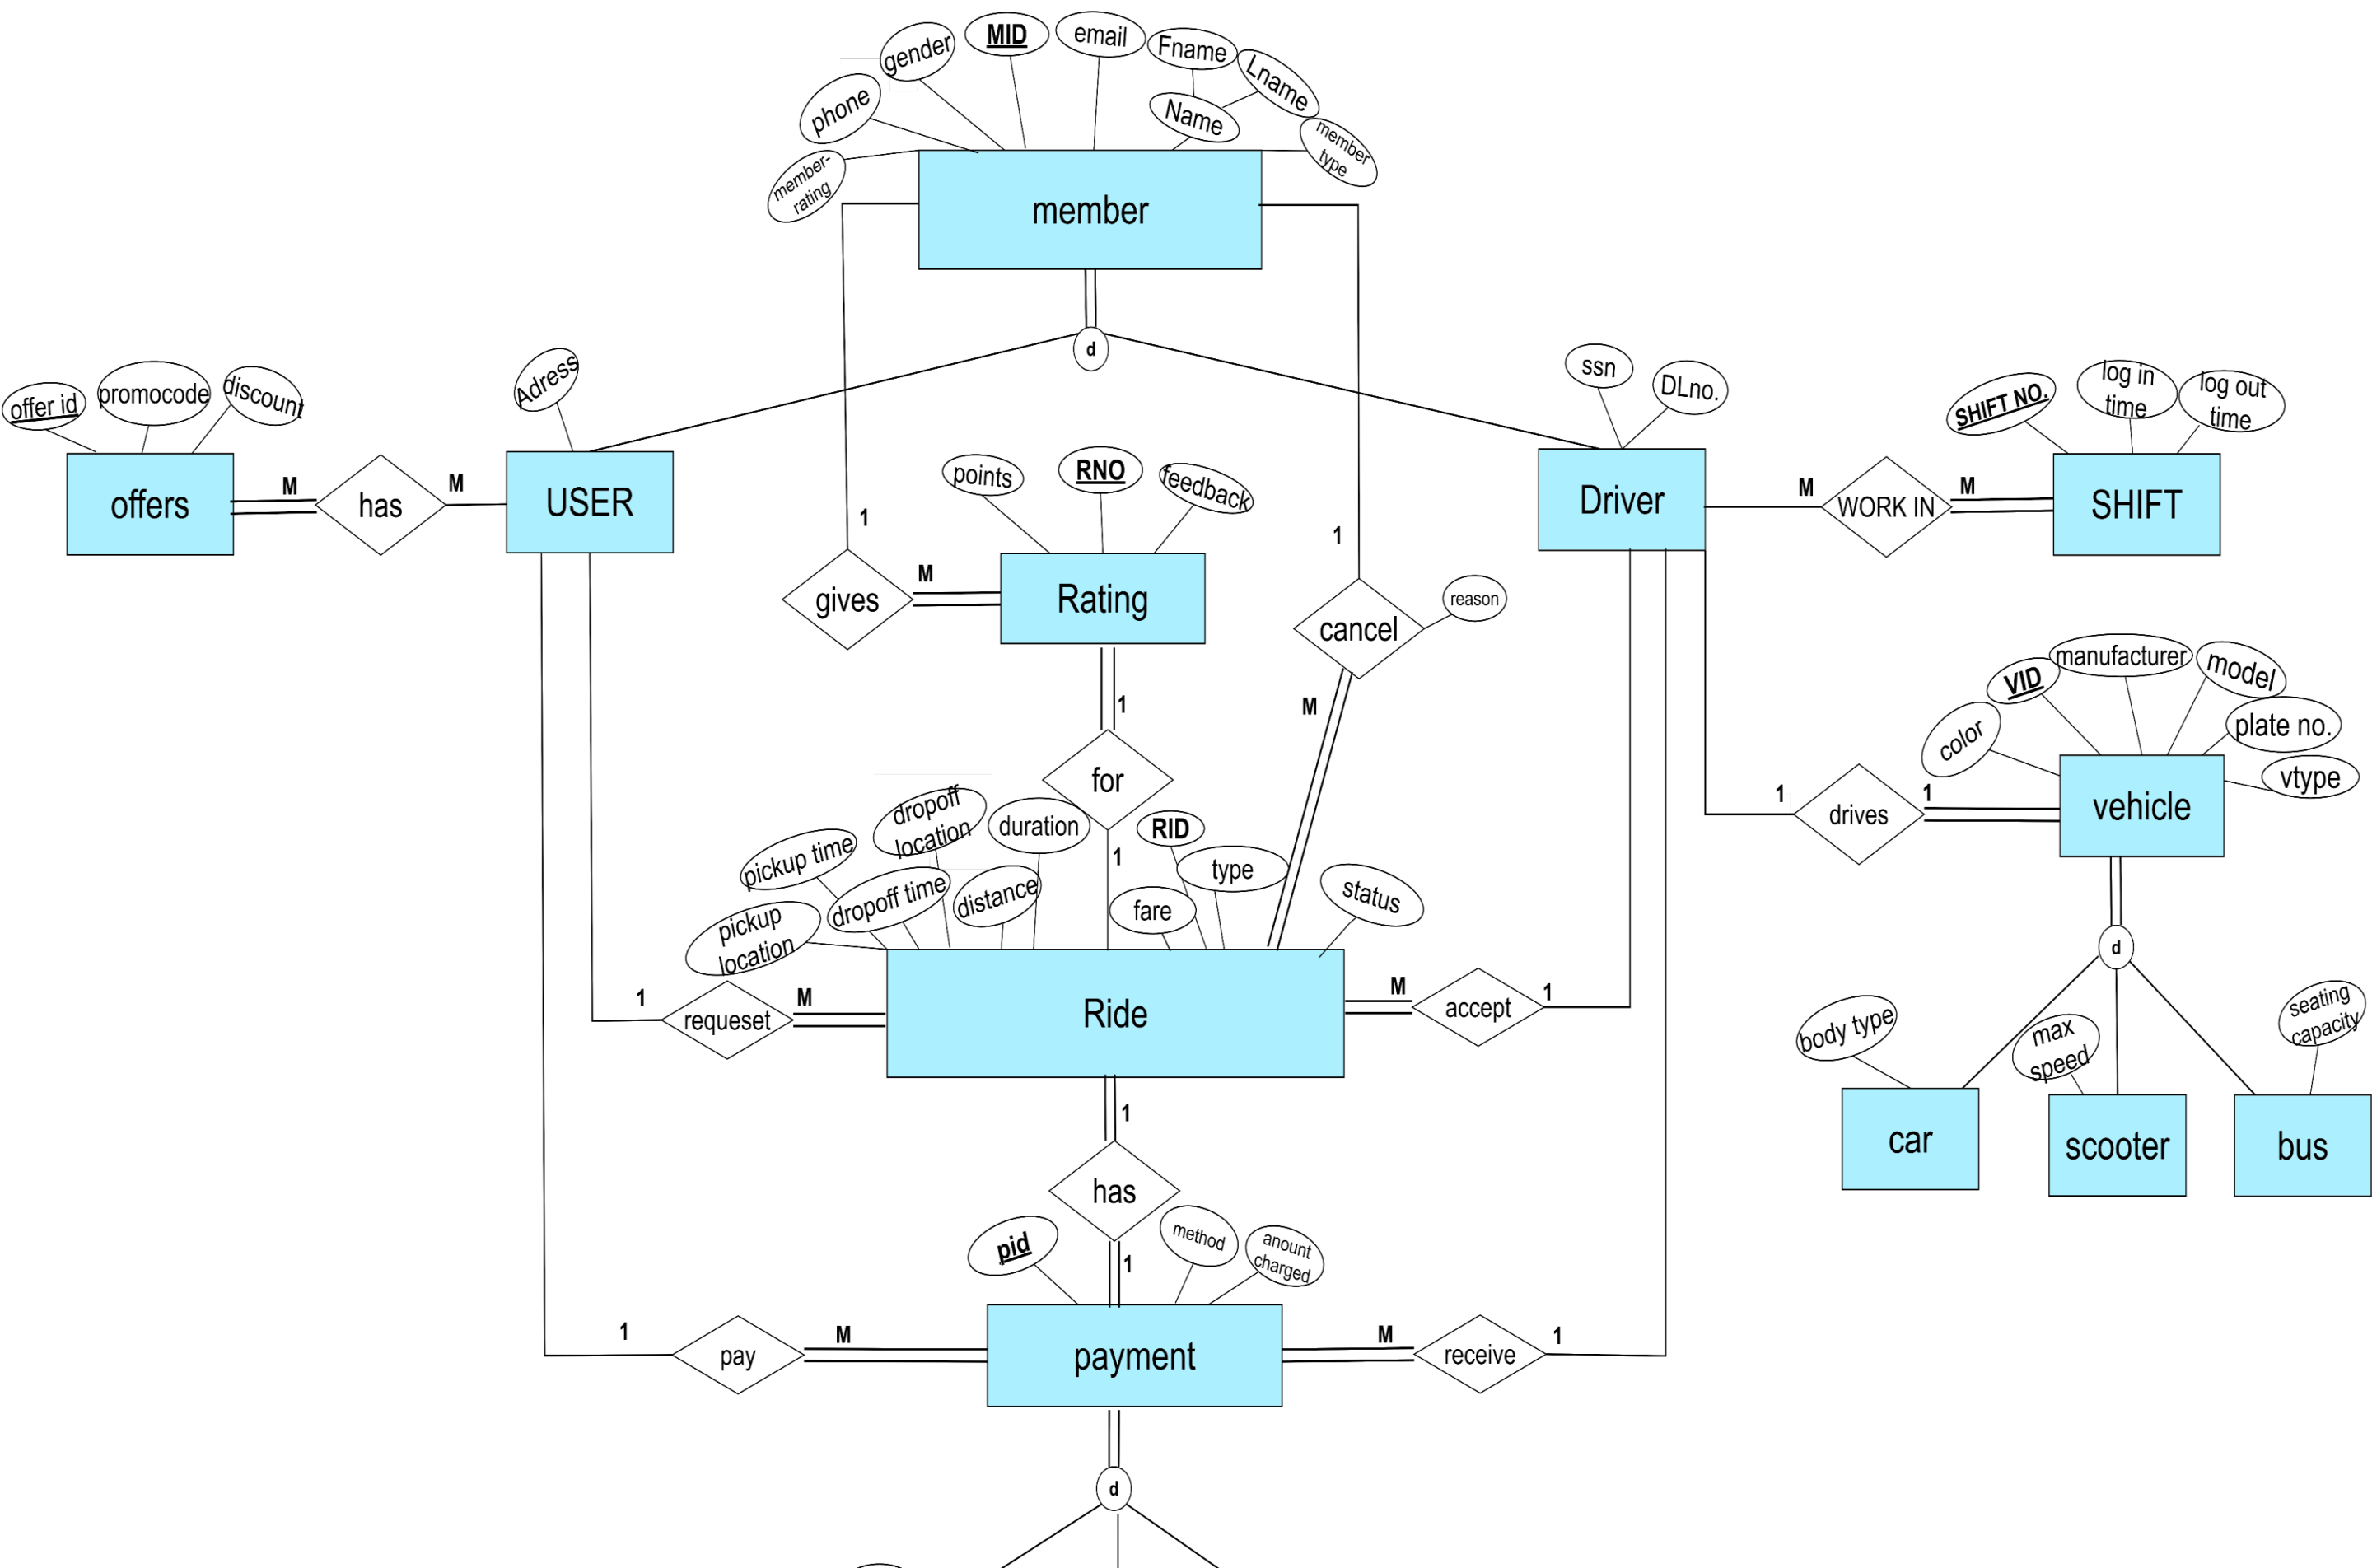 MID
email
gender
Fname
Lname
phone
Name
member
type
member-
rating
member
d
Adress
ssn
DLno.
log in
time
log out
time
SHIFT NO.
offer id
promocode
discount
points
RNO
feedback
M
M
M
M
offers
has
USER
Driver
WORK IN
SHIFT
1
1
M
gives
Rating
cancel
reason
1
M
VID
manufacturer
model
color
plate no.
vtype
for
1
1
drives
vehicle
1
1
dropoff
location
duration
RID
pickup time
type
dropoff time
distance
fare
status
pickup
location
d
1
requeset
M
Ride
M
accept
1
body type
max
speed
seating
capacity
car
scooter
bus
1
has
1
pid
method
anount
charged
1
pay
M
payment
M
receive
1
d